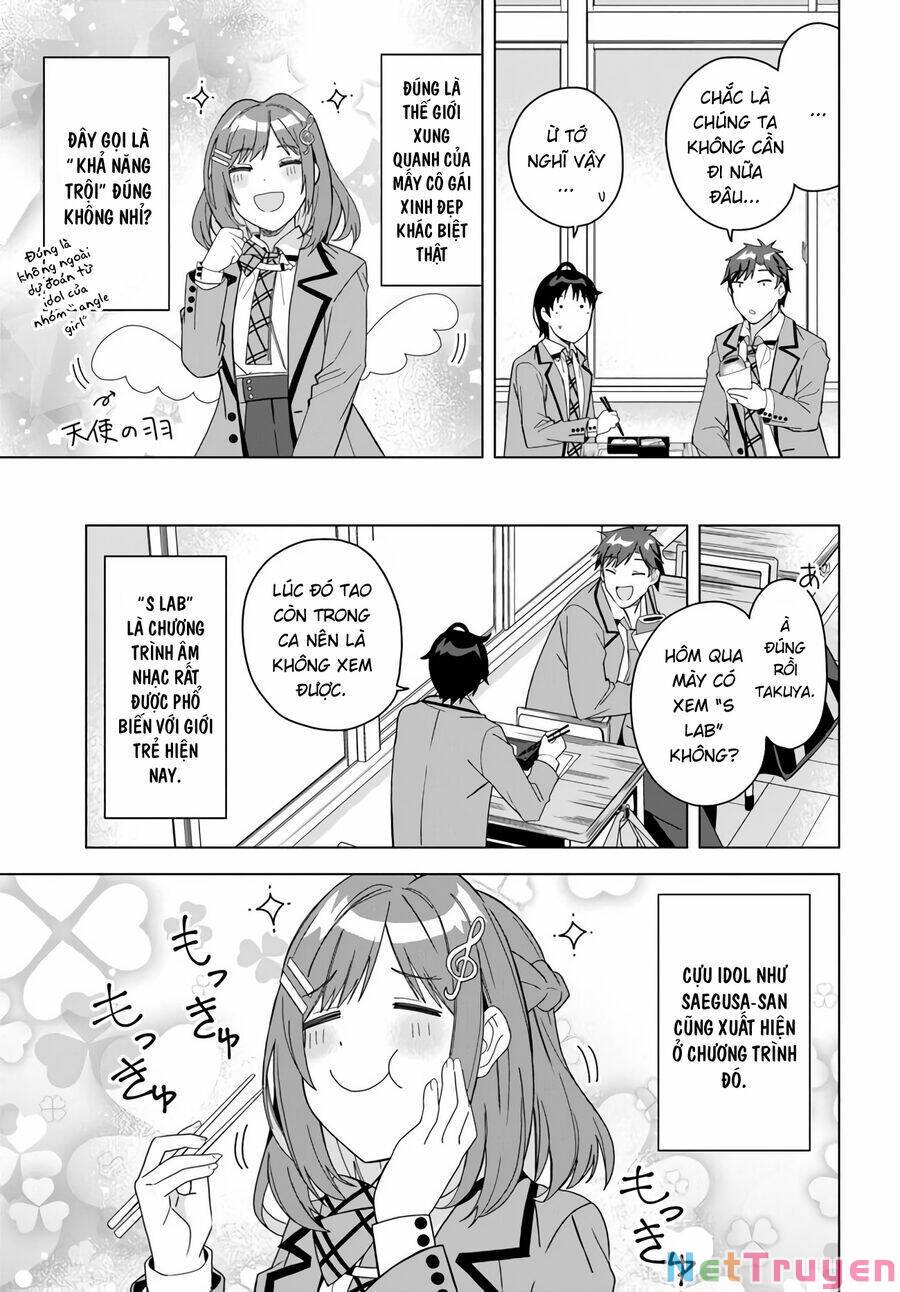 ...
CHẮC LÀ
CHÚNG TA
KHÔNG CẦN
ĐI NỮA
ĐÂU...
Ừ TỚ
NGHĨ VẬY
...
ĐÚNG LÀ
THẾ GIỚI
XUNG
QUANH CỦA
MẤY CÔ GÁI
XINH ĐẸP
KHÁC BIỆT
THẬT
ĐÂY GỌI LÀ
"KHẢ NĂNG
TRỘI" ĐÚNG
KHÔNG NHỈ?
Đúng là
không ngoài
dự đoán từ
idol của
nhóm "angle
girl"
天使の羽
あ
À
ĐÚNG
RỒI
TAKUYA.
HÔM QUA
MÀY CÓ
XEM "S
LAB"
KHÔNG?
LÚC ĐÓ TAO
CÒN TRONG
CA NÊN LÀ
KHÔNG XEM
ĐƯỢC.
"S LAB"
LÀ CHƯƠNG
TRÌNH ÂM
NHẠC RẤT
ĐƯỢC PHỔ
BIẾN VỚI GIỚI
TRẺ HIỆN
NAY.
CỰU IDOL NHƯ
SAEGUSA-SAN
CŨNG XUẤT HIỆN
Ở CHƯƠNG TRÌNH
ĐÓ.
もっきゅ
もっきゅ
もっきゅ
NetTruyen